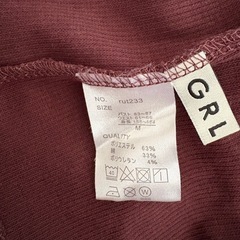 NO. rut233
SIZE
M
QUALITY
ポリエステル 63%
綿 33%
ポリウレタン 4%
GRL